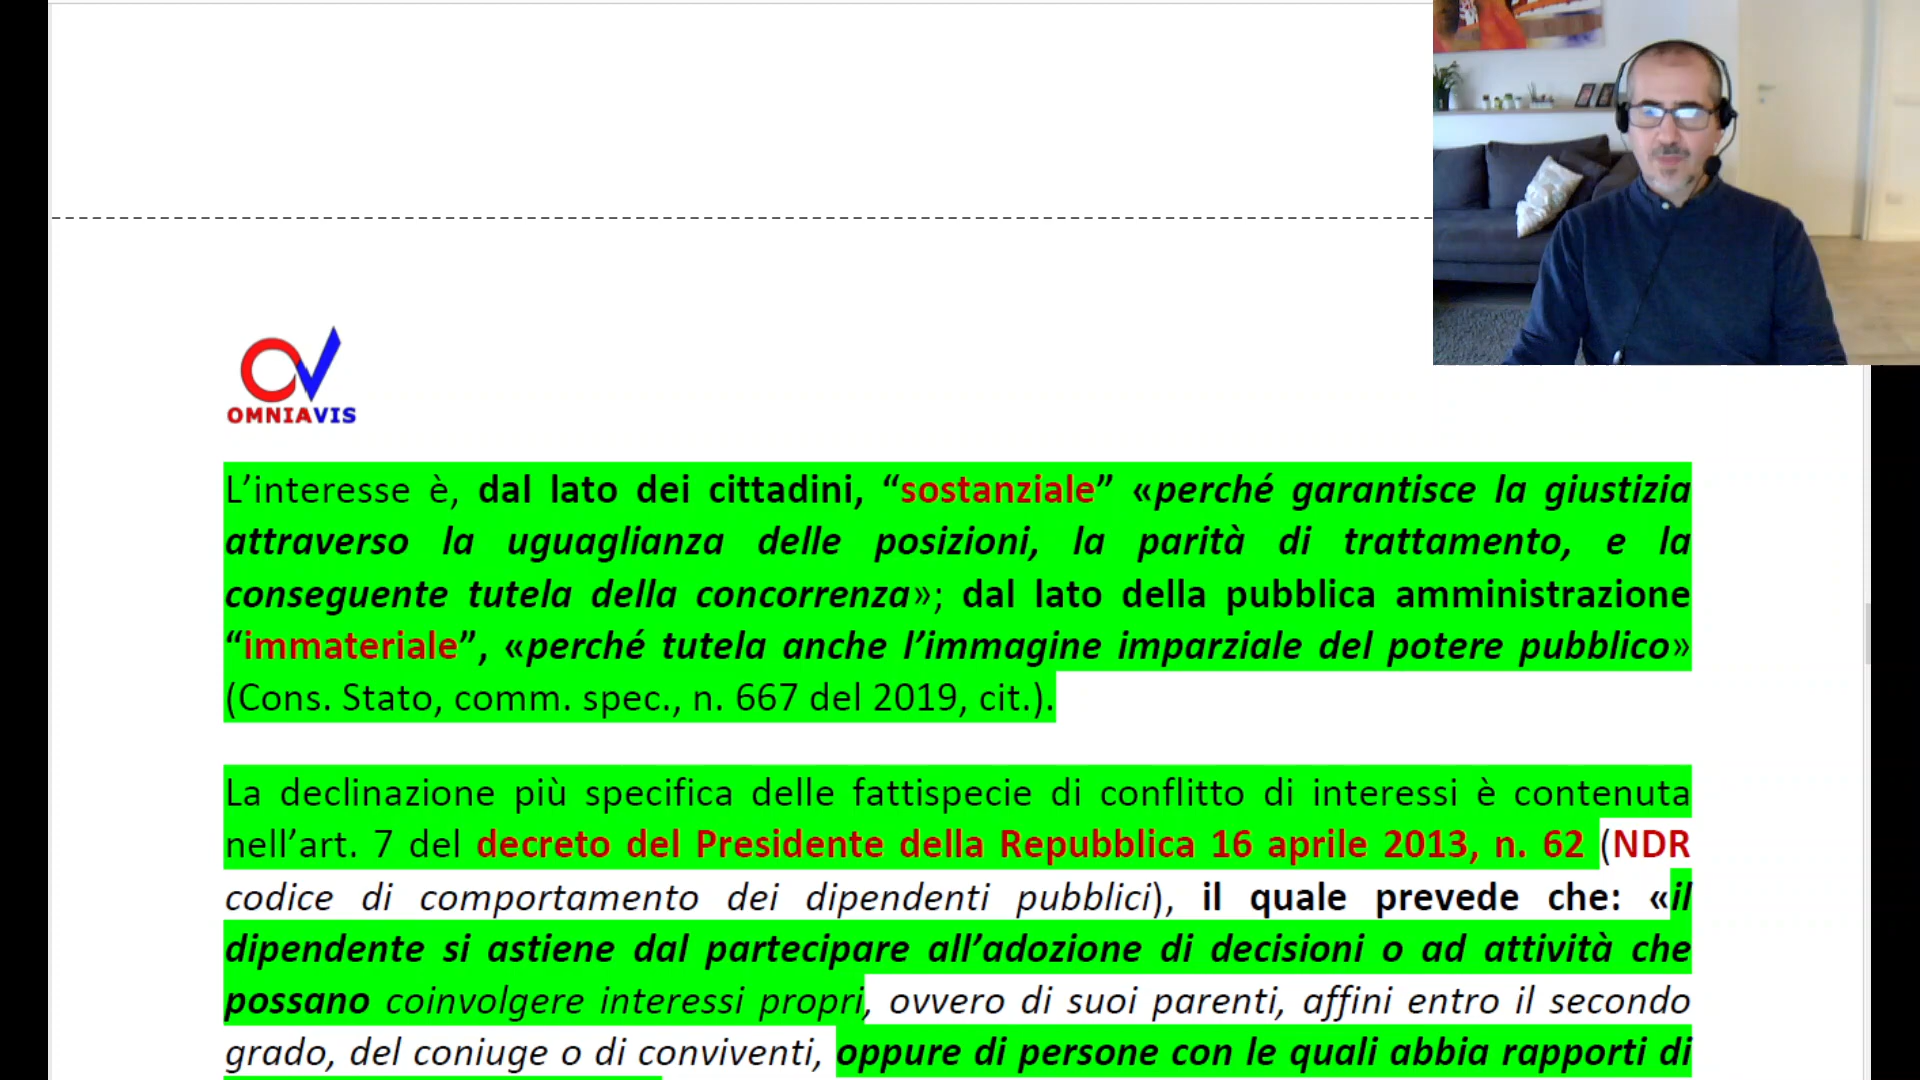 OMNIAVIS
L’interesse è, dal lato dei cittadini, “sostanziale” «perché garantisce la giustizia
attraverso la uguaglianza delle posizioni, la parità di trattamento, e la
conseguente tutela della concorrenza»; dal lato della pubblica amministrazione
“immateriale”, «perché tutela anche l’immagine imparziale del potere pubblico»
(Cons. Stato, comm. spec., n. 667 del 2019, cit.).
La declinazione più specifica delle fattispecie di conflitto di interessi è contenuta
nell’art. 7 del decreto del Presidente della Repubblica 16 aprile 2013, n. 62 (NDR
codice di comportamento dei dipendenti pubblici), il quale prevede che: «il
dipendente si astiene dal partecipare all’adozione di decisioni o ad attività che
possano coinvolgere interessi propri, ovvero di suoi parenti, affini entro il secondo
grado, del coniuge o di conviventi, oppure di persone con le quali abbia rapporti di